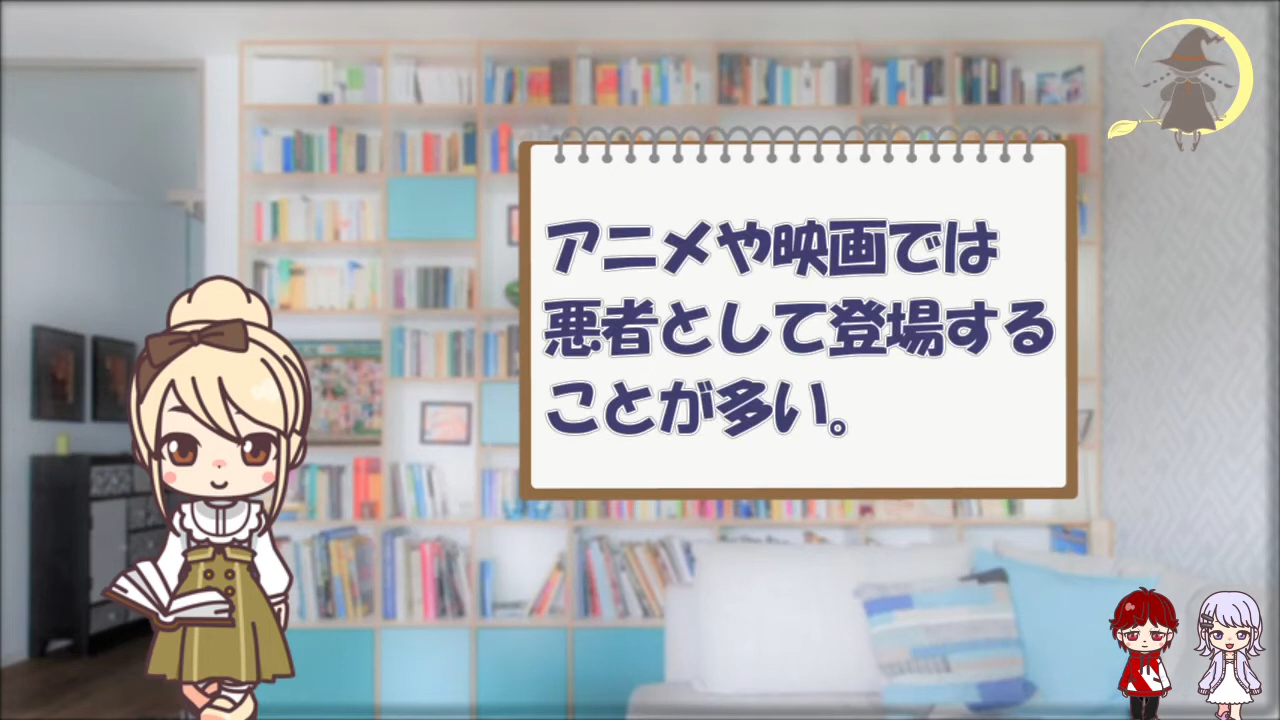 アニメや映画では
悪者として登場する
ことが多い。